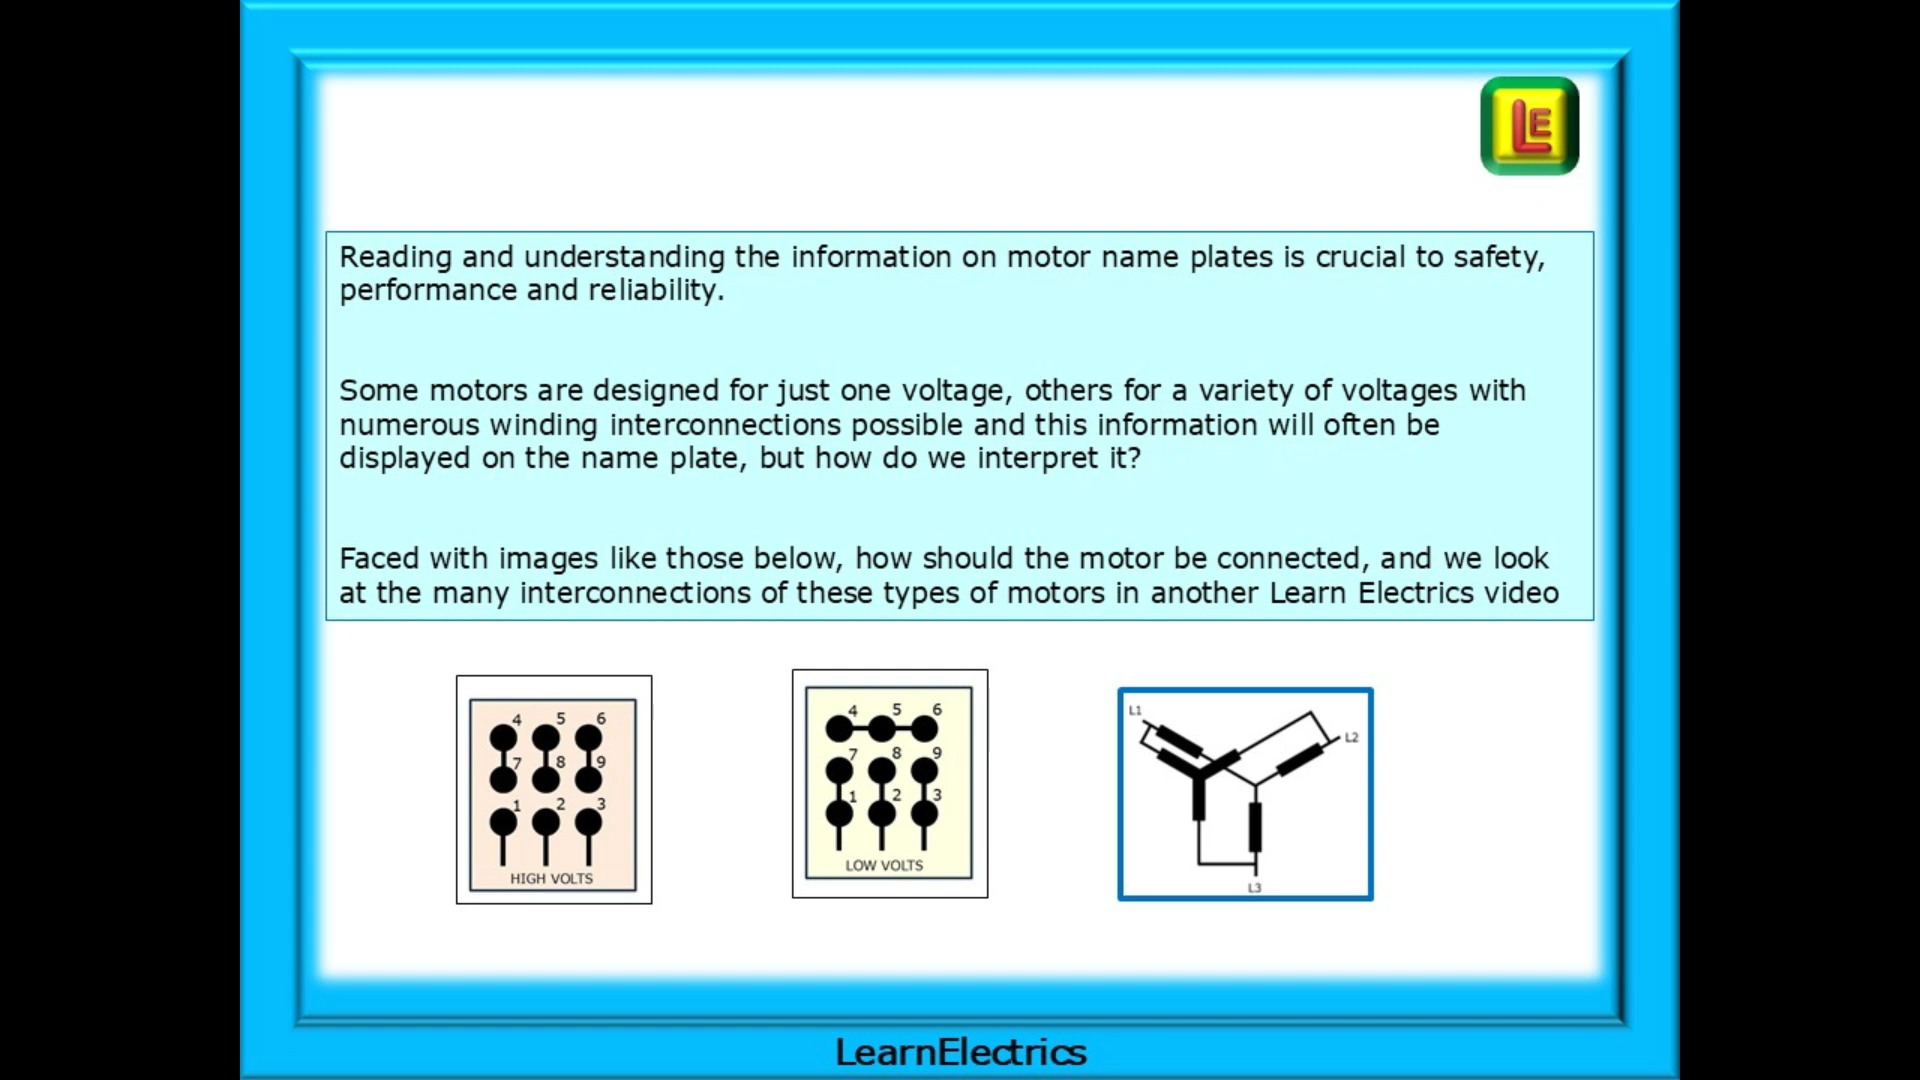 LE
Reading and understanding the information on motor name plates is crucial to safety,
performance and reliability.
Some motors are designed for just one voltage, others for a variety of voltages with
numerous winding interconnections possible and this information will often be
displayed on the name plate, but how do we interpret it?
Faced with images like those below, how should the motor be connected, and we look
at the many interconnections of these types of motors in another Learn Electrics video
4 5 6
7 8 9
1 2 3
HIGH VOLTS
4 5 6
7 8 9
1 2 3
LOW VOLTS
L1
L2
L3
LearnElectrics